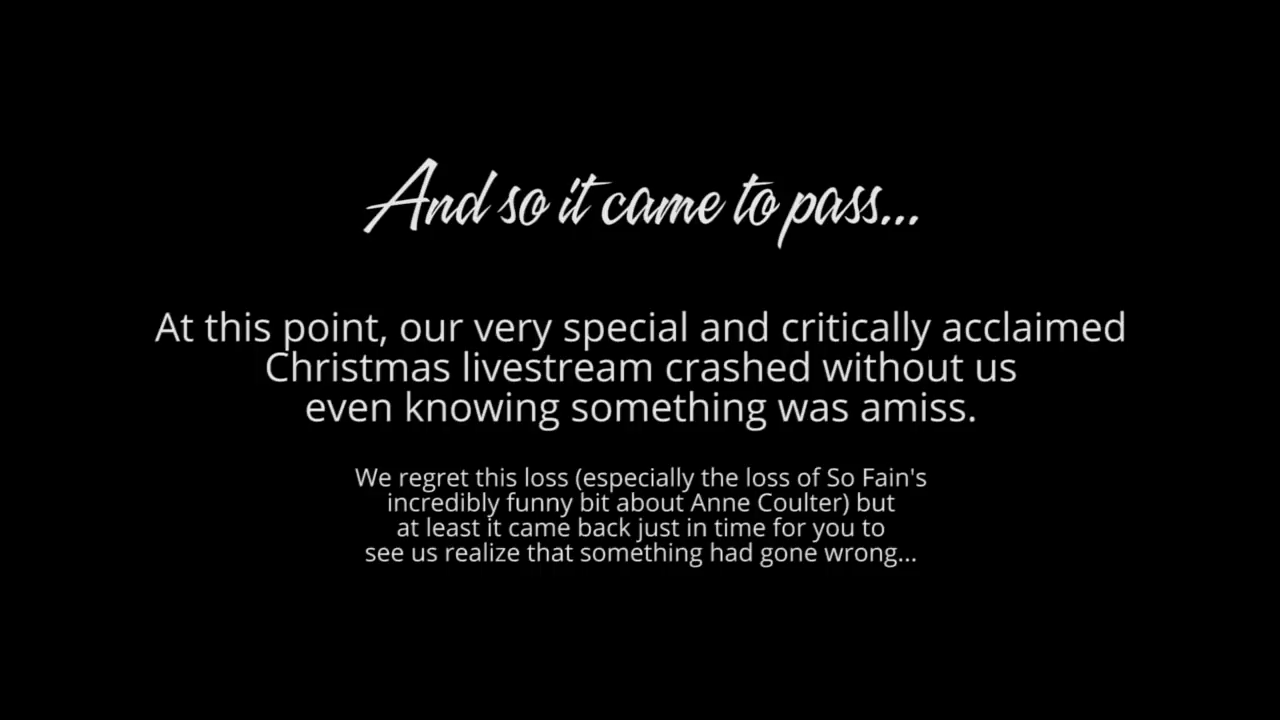 And so it came to pass...
At this point, our very special and critically acclaimed
Christmas livestream crashed without us
even knowing something was amiss.
We regret this loss (especially the loss of So Fain's
incredibly funny bit about Anne Coulter) but
at least it came back just in time for you to
see us realize that something had gone wrong...